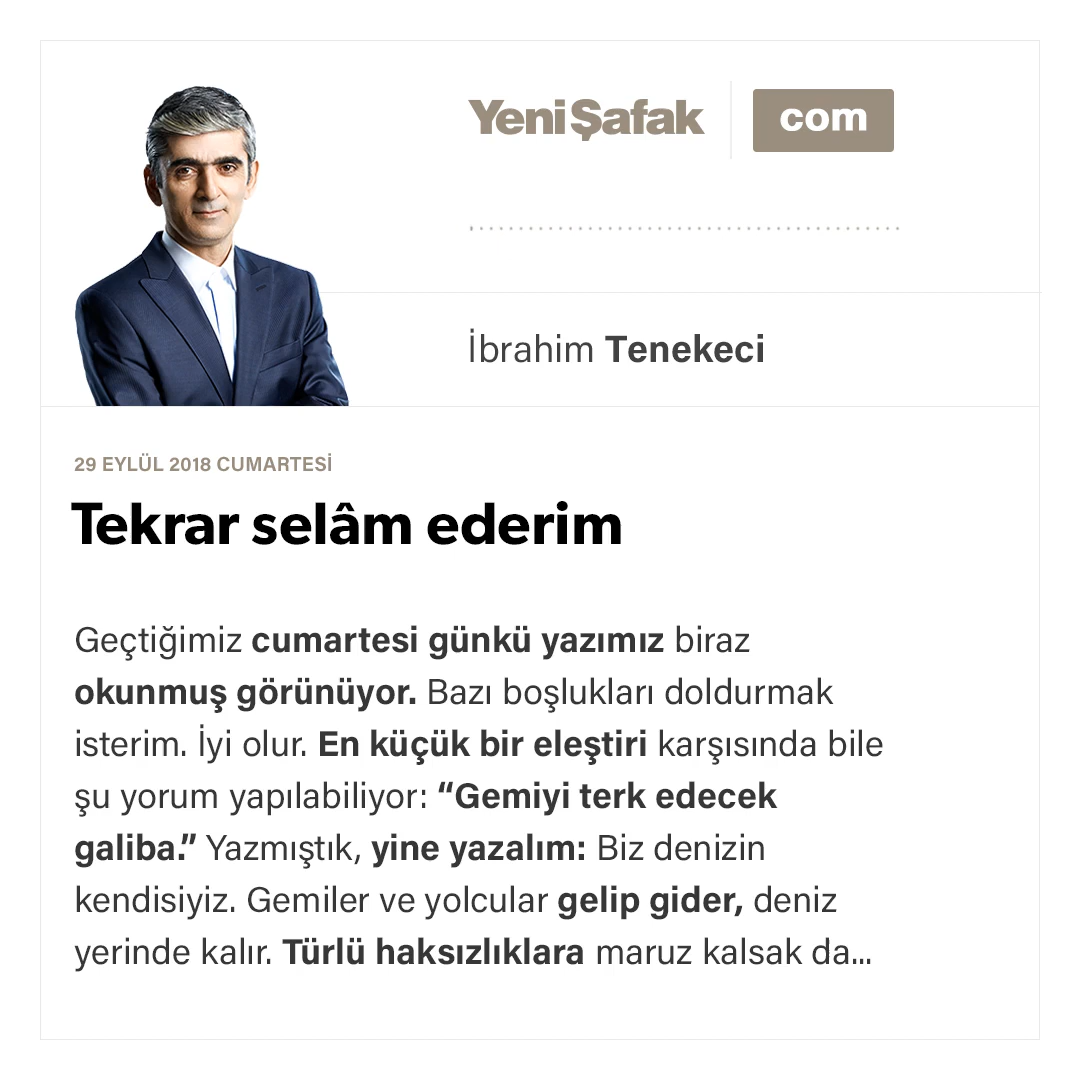 YeniŞafak com
İbrahim Tenekeci
29 EYLÜL 2018 CUMARTESİ
Tekrar selâm ederim
Geçtiğimiz cumartesi günkü yazımız biraz
okunmuş görünüyor. Bazı boşlukları doldurmak
isterim. İyi olur. En küçük bir eleştiri karşısında bile
şu yorum yapılabiliyor: “Gemiyi terk edecek
galiba.” Yazmıştık, yine yazalım: Biz denizin
kendisiyiz. Gemiler ve yolcular gelip gider, deniz
yerinde kalır. Türlü haksızlıklara maruz kalsak da...